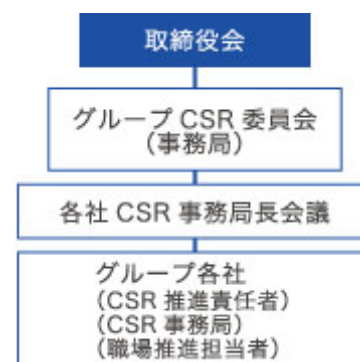 取締役会
グループ CSR 委員会
（事務局）
各社 CSR 事務局長会議
グループ各社
（CSR 推進責任者）
（CSR 事務局）
（職場推進担当者）